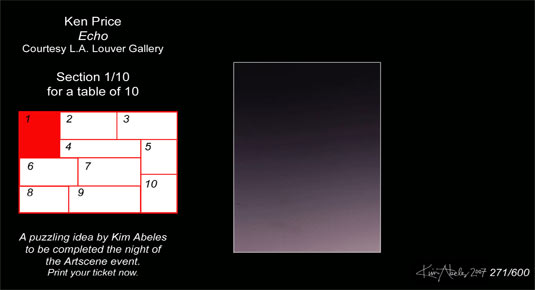 Ken Price
Echo
Courtesy L.A. Louver Gallery
Section 1/10
for a table of 10
1
2
3
4
5
6
7
8
9
10
A puzzling idea by Kim Abeles
to be completed the night of
the Artscene event.
Print your ticket now.
Kim Abeles 2007 271/600